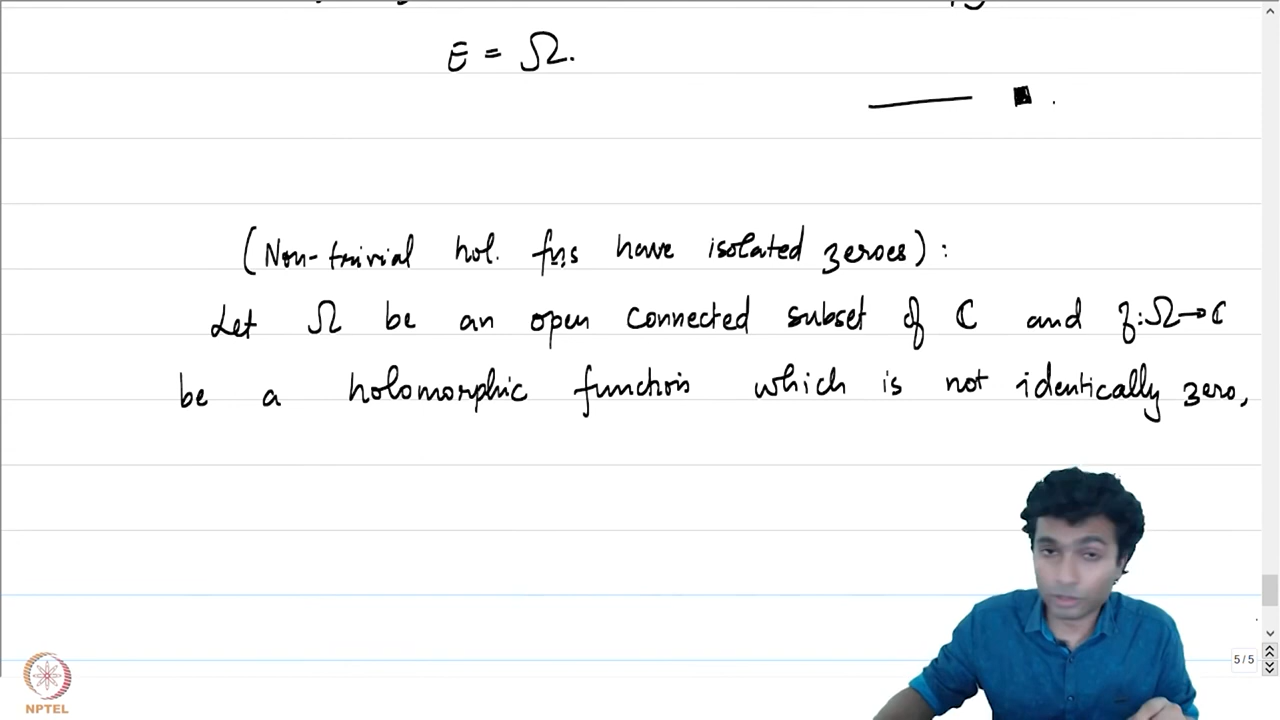 E = Ω.
(Non-trivial hol. fns have isolated zeroes) :
Let Ω be an open connected subset of ℂ and f:Ω→ℂ
be a holomorphic function which is not identically zero,
5 / 5
NPTEL